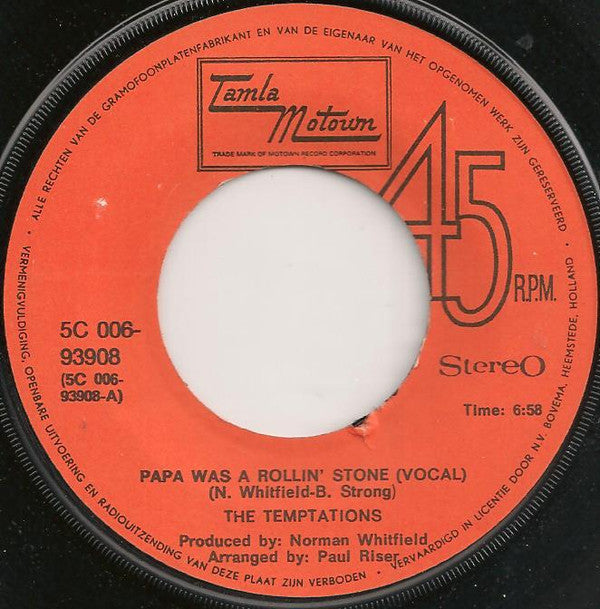 ALLE RECHTEN VAN DE GRAMOFOONPLATENFABRIKANT EN VAN DE EIGENAAR VAN HET OPGENOMEN WERK ZIJN GERESERVEERD
Tamla
Motown
TRADE MARK OF MOTOWN RECORD CORPORATION
45
R.P.M.
5C 006-
93908
(5C 006-
93908-A)
Stereo
Time: 6:58
PAPA WAS A ROLLIN' STONE (VOCAL)
(N. Whitfield-B. Strong)
THE TEMPTATIONS
Produced by: Norman Whitfield
Arranged by: Paul Riser
• VERMENIGVULDIGING, OPENBARE UITVOERING EN RADIOUITZENDING VAN DEZE PLAAT ZIJN VERBODEN •
VERVAARDIGD IN LICENTIE DOOR N.V. BOVEMA, HEEMSTEDE, HOLLAND •